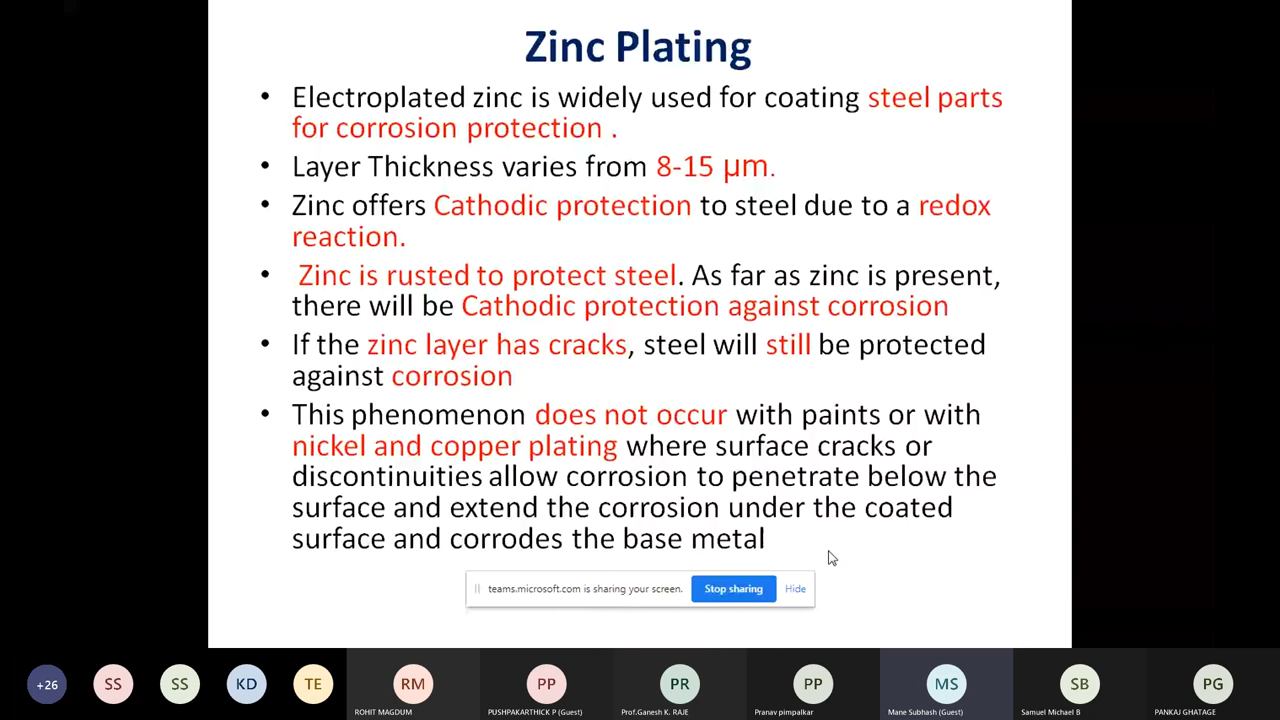 Zinc Plating
• Electroplated zinc is widely used for coating steel parts
for corrosion protection .
• Layer Thickness varies from 8-15 µm.
• Zinc offers Cathodic protection to steel due to a redox
reaction.
• Zinc is rusted to protect steel. As far as zinc is present,
there will be Cathodic protection against corrosion
• If the zinc layer has cracks, steel will still be protected
against corrosion
• This phenomenon does not occur with paints or with
nickel and copper plating where surface cracks or
discontinuities allow corrosion to penetrate below the
surface and extend the corrosion under the coated
surface and corrodes the base metal
teams.microsoft.com is sharing your screen. Stop sharing Hide
+26 SS SS KD TE RM PP PR PP MS SB PG
ROHIT MAGDUM PUSHPAKARTHICK P (Guest) Prof.Ganesh K. RAJE Pranav pimpalkar Mane Subhash (Guest) Samuel Michael B PANKAJ GHATAGE